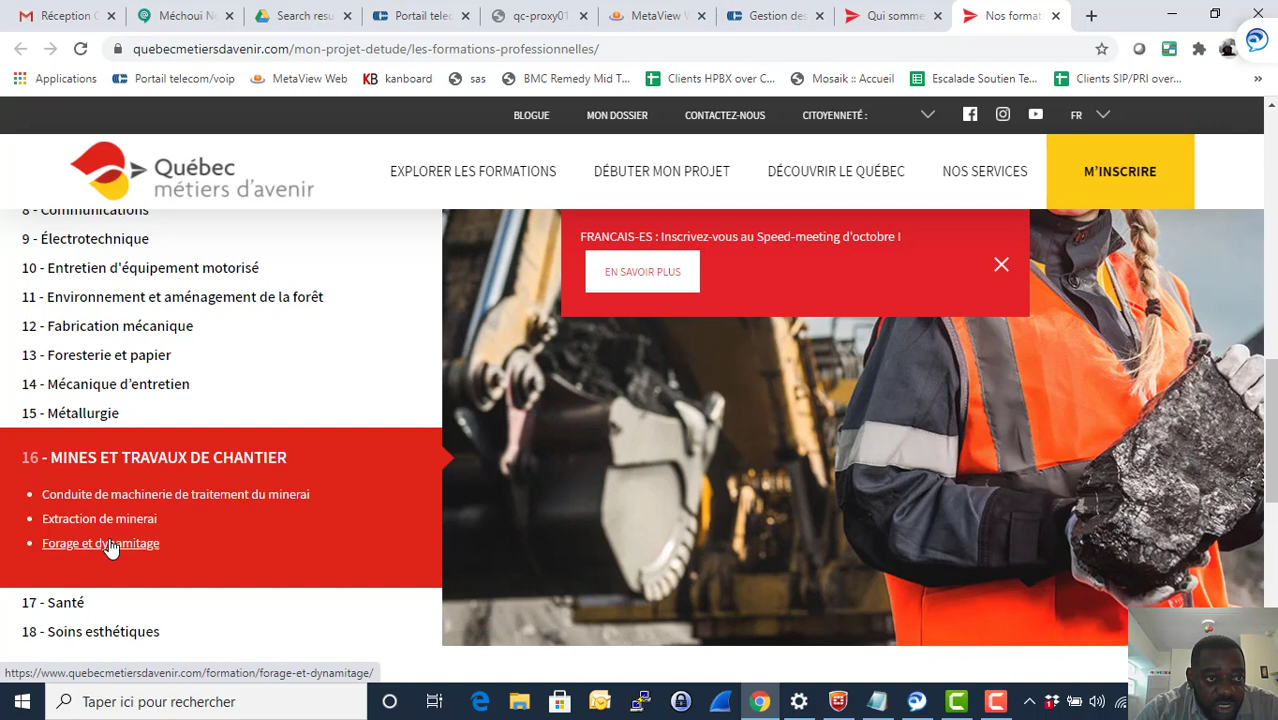 Réception C
Méchoui Ne
Search resu
Portail telec
qc-proxy01
MetaView W
Gestion des
Qui somme
Nos format
quebecmetiersdavenir.com/mon-projet-detude/les-formations-professionnelles/
Applications
Portail telecom/voip
MetaView Web
KB kanboard
sas
BMC Remedy Mid T...
Clients HPBX over C...
Mosaik :: Accueil
Escalade Soutien Te...
Clients SIP/PRI over...
BLOGUE
MON DOSSIER
CONTACTEZ-NOUS
CITOYENNETÉ :
FR
Québec
métiers d'avenir
EXPLORER LES FORMATIONS
DÉBUTER MON PROJET
DÉCOUVRIR LE QUÉBEC
NOS SERVICES
M'INSCRIRE
8 - Communications
9 - Électrotechnique
10 - Entretien d'équipement motorisé
11 - Environnement et aménagement de la forêt
12 - Fabrication mécanique
13 - Foresterie et papier
14 - Mécanique d'entretien
15 - Métallurgie
16 - MINES ET TRAVAUX DE CHANTIER
Conduite de machinerie de traitement du minerai
Extraction de minerai
Forage et dynamitage
17 - Santé
18 - Soins esthétiques
FRANCAIS-ES : Inscrivez-vous au Speed-meeting d'octobre !
EN SAVOIR PLUS
https://www.quebecmetiersdavenir.com/formation/forage-et-dynamitage/
Taper ici pour rechercher